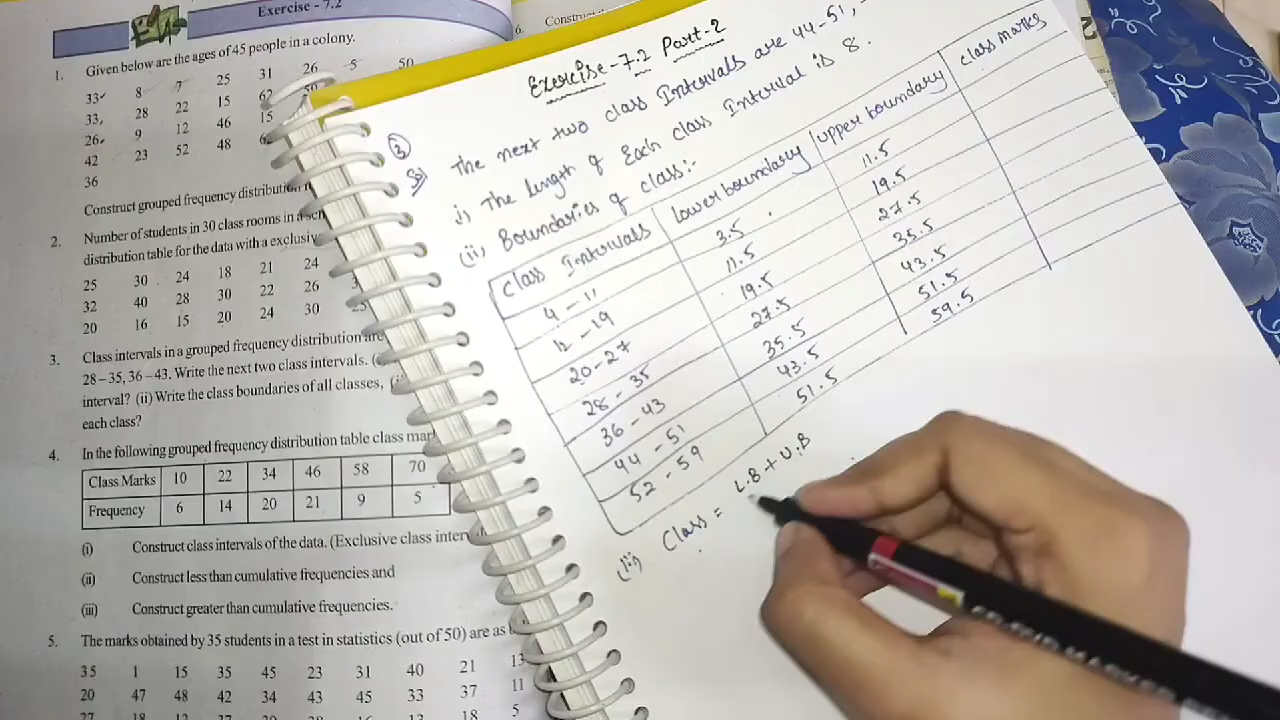 Exercise - 7.2
1. Given below are the ages of 45 people in a colony.
33 8 7 25 31 26 5 50
33, 28 22 15 62
26 9 12 46 15
42 23 52 48
36
Construct grouped frequency distribution
2. Number of students in 30 class rooms in a
distribution table for the data with a
25 30 24 18 21 24
32 40 28 30 22 26
20 16 15 20 24 30 25
3. Class intervals in a grouped frequency distribution are
28 – 35, 36 – 43. Write the next two class intervals.
interval? (ii) Write the class boundaries of all classes,
each class?
4. In the following grouped frequency distribution table class
Class Marks 10 22 34 46 58 70
Frequency 6 14 20 21 9 5
(i) Construct class intervals of the data. (Exclusive class
(ii) Construct less than cumulative frequencies and
(iii) Construct greater than cumulative frequencies.
5. The marks obtained by 35 students in a test in statistics (out of 50) are as
35 1 15 35 45 23 31 40 21 13
20 47 48 42 34 43 45 33 37 11
5
6.
Exercise - 7.2 Part-2
③ The next two class Intervals are 44-51,
Sol i) The length of Each class Interval is 8.
(ii) Boundaries of class:-
class Intervals lower boundary upper boundary class marks
4 - 11 3.5 11.5
12 - 19 11.5 19.5
20 - 27 19.5 27.5
28 - 35 27.5 35.5
36 - 43 35.5 43.5
44 - 51 43.5 51.5
52 - 59 51.5 59.5
(iii) Class = L.B + U.B